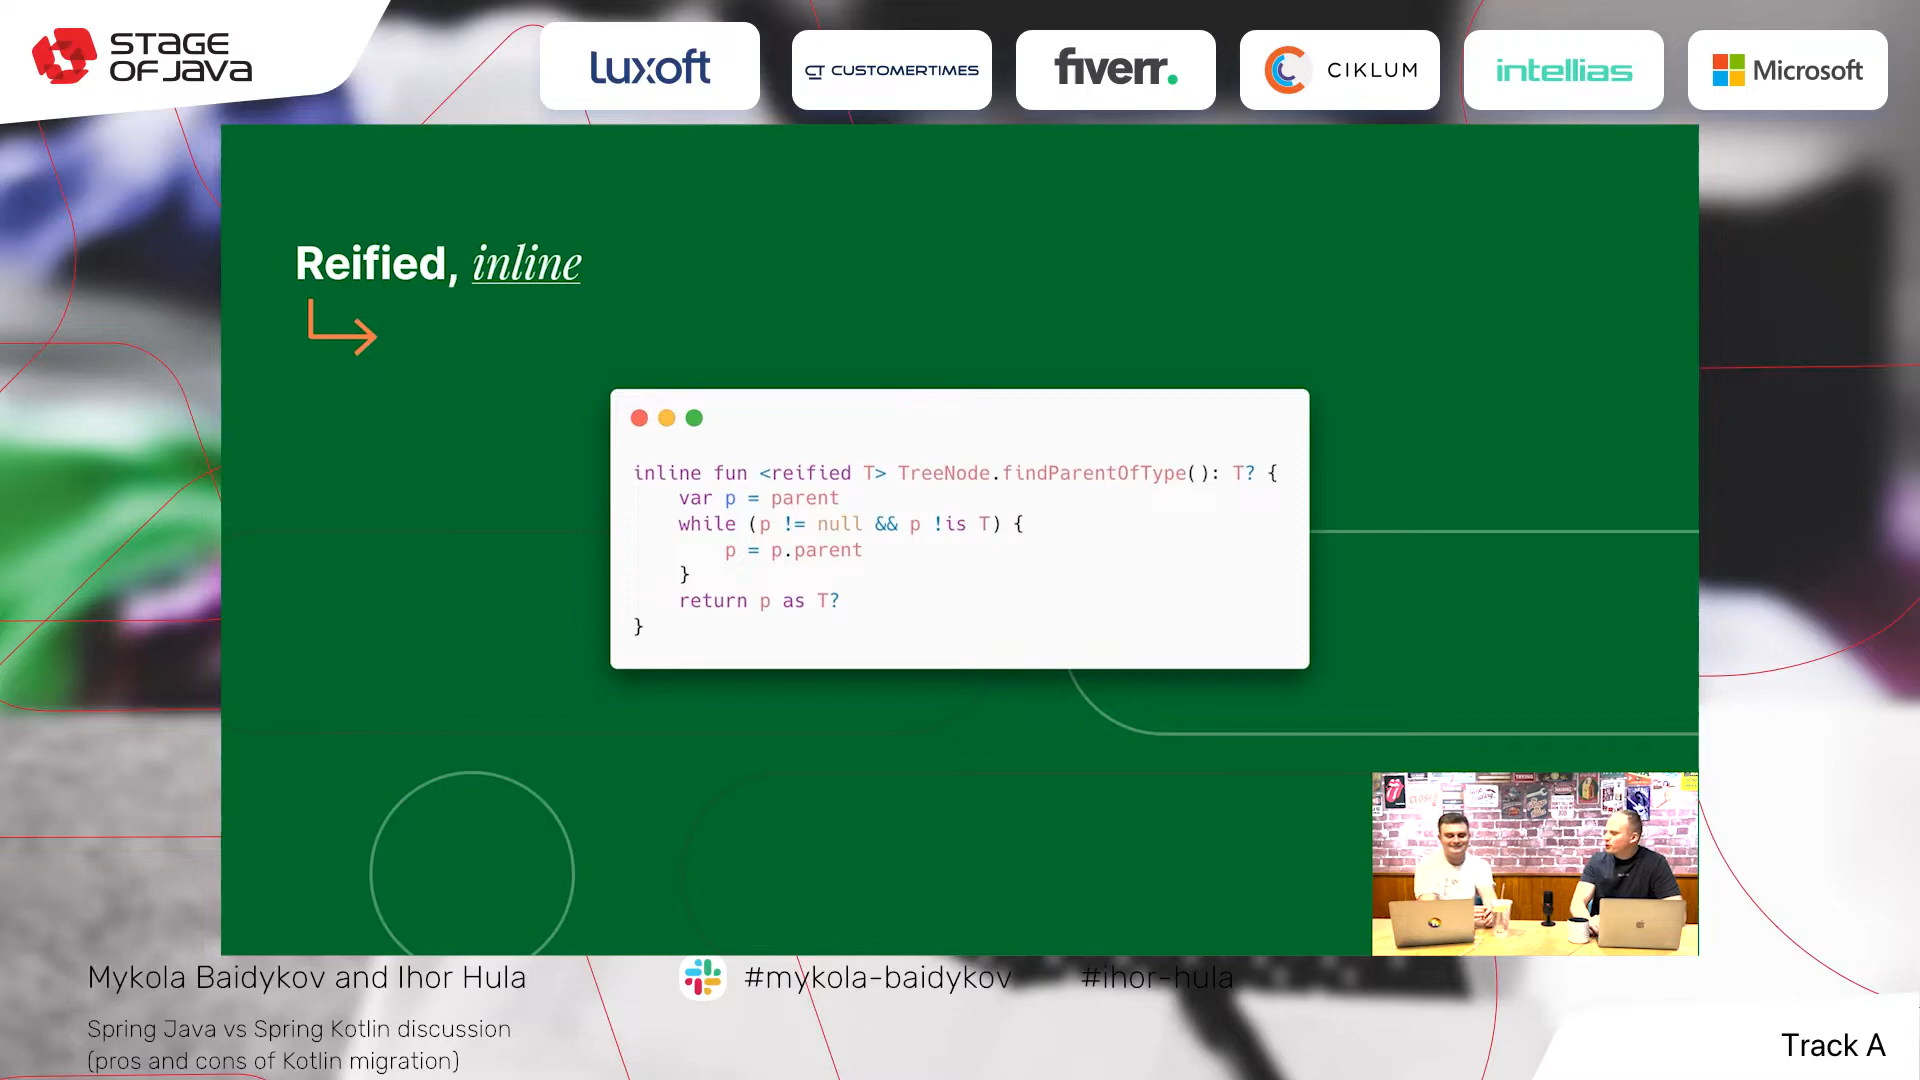 STAGE
OF JAVA
luxoft
CT CUSTOMERTIMES
fiverr.
CIKLUM
intellias
Microsoft
Reified, inline
inline fun <reified T> TreeNode.findParentOfType(): T? {
    var p = parent
    while (p != null && p !is T) {
        p = p.parent
    }
    return p as T?
}
Mykola Baidykov and Ihor Hula
#mykola-baidykov
#ihor-hula
Spring Java vs Spring Kotlin discussion
(pros and cons of Kotlin migration)
Track A